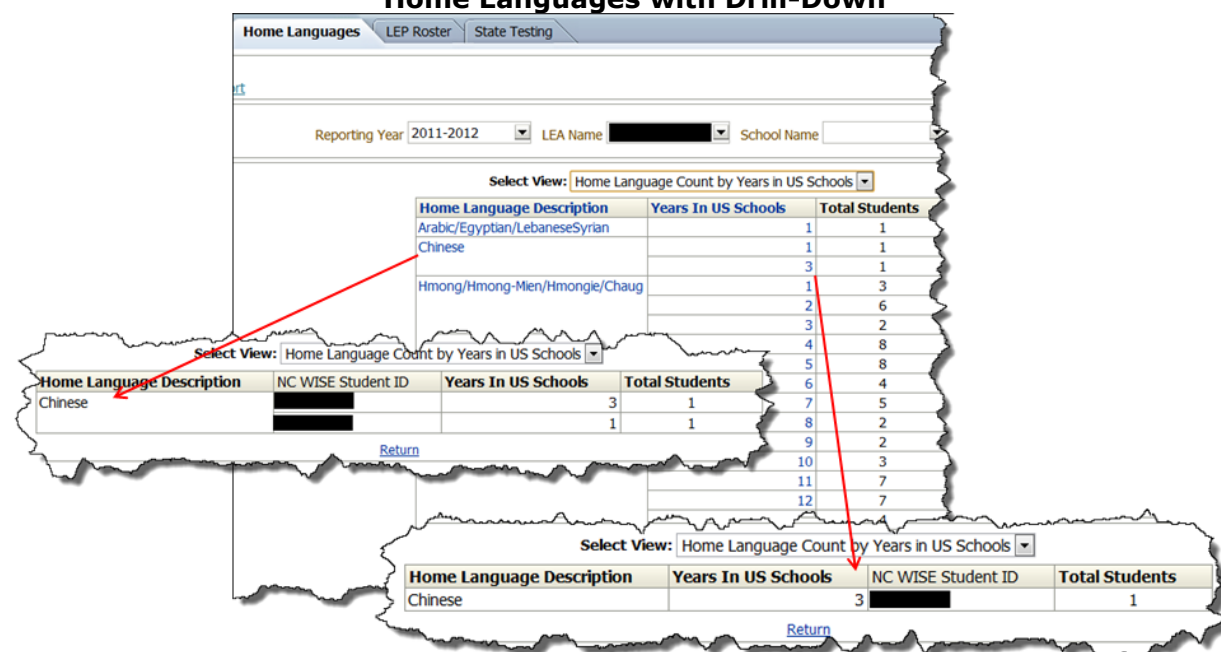 Home Languages with Drill-Down
Home Languages LEP Roster State Testing
ort
Reporting Year 2011-2012 LEA Name School Name
Select View: Home Language Count by Years in US Schools
Home Language Description Years In US Schools Total Students
Arabic/Egyptian/LebaneseSyrian 1 1
Chinese 1 1
3 1
Hmong/Hmong-Mien/Hmongie/Chaug 1 3
2 6
3 2
4 8
5 8
6 4
7 5
8 2
9 2
10 3
11 7
12 7
4
Select View: Home Language Count by Years in US Schools
Home Language Description NC WISE Student ID Years In US Schools Total Students
Chinese 3 1
1 1
Return
Select View: Home Language Count by Years in US Schools
Home Language Description Years In US Schools NC WISE Student ID Total Students
Chinese 3 1
Return